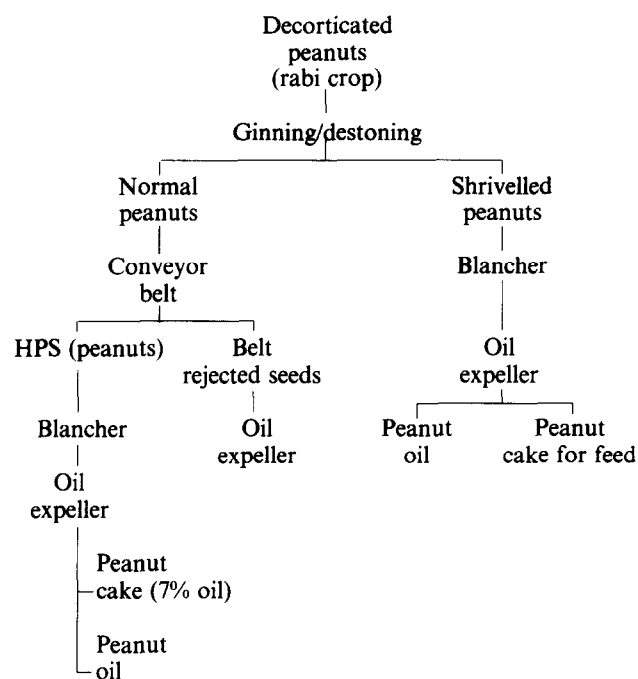 Decorticated
peanuts
(rabi crop)
Ginning/destoning
Normal
peanuts
Shrivelled
peanuts
Conveyor
belt
Blancher
HPS (peanuts)
Belt
rejected seeds
Oil
expeller
Blancher
Oil
expeller
Peanut
oil
Peanut
cake for feed
Oil
expeller
Peanut
cake (7% oil)
Peanut
oil